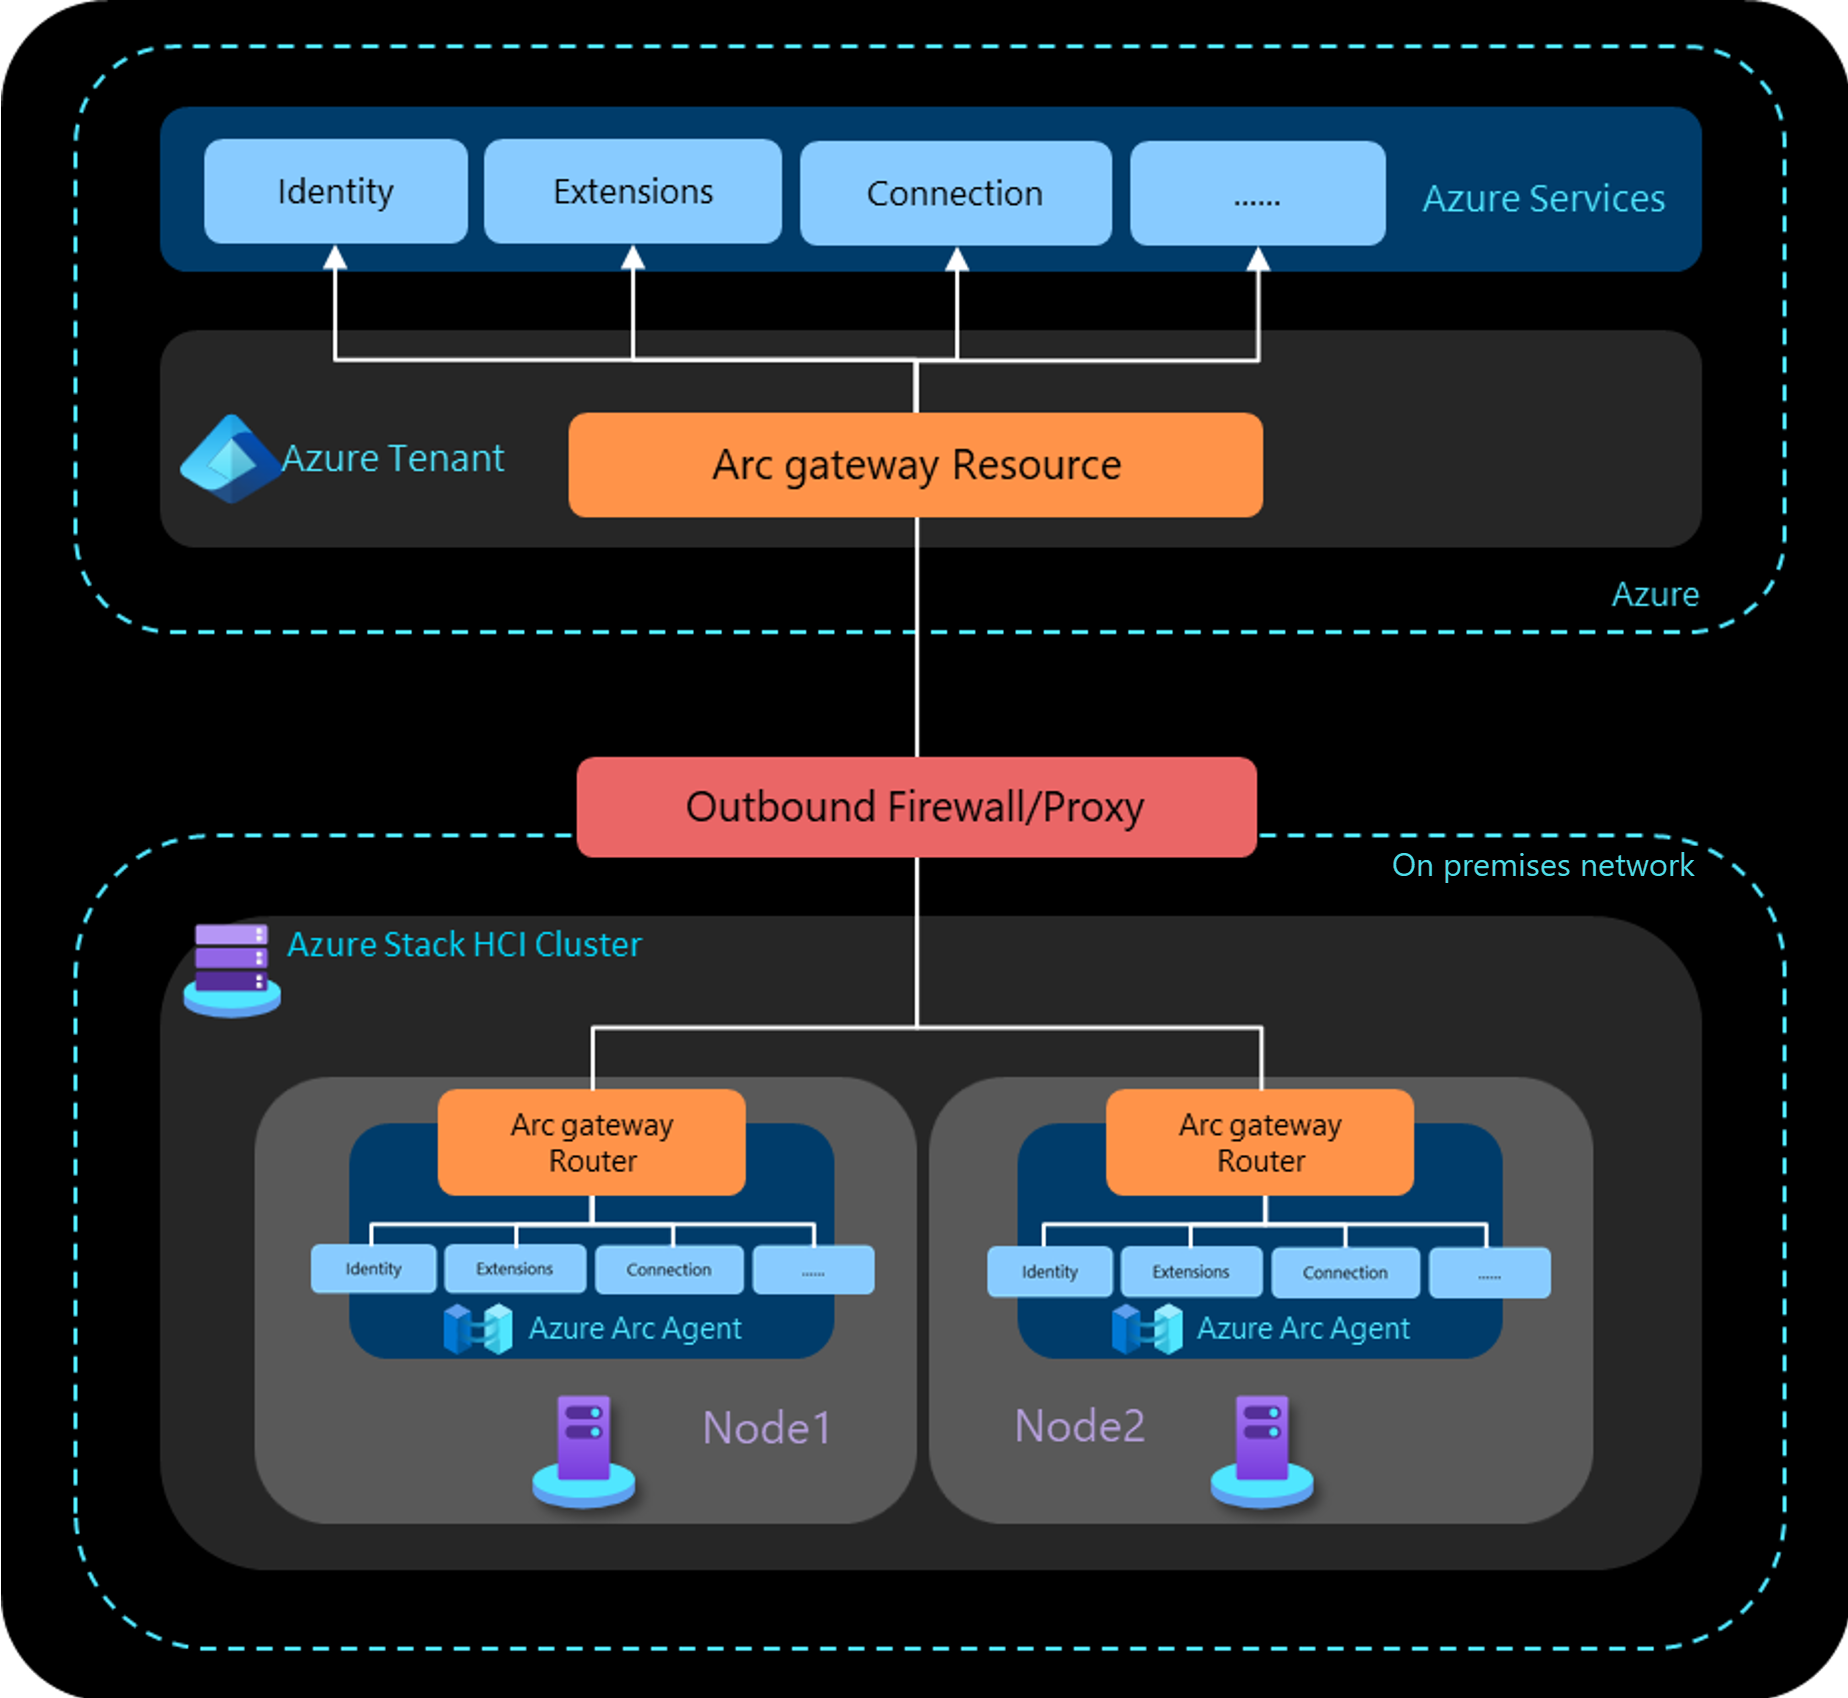 Identity
Extensions
Connection
......
Azure Services
Azure Tenant
Arc gateway Resource
Azure
Outbound Firewall/Proxy
On premises network
Azure Stack HCI Cluster
Arc gateway
Router
Identity
Extensions
Connection
......
Azure Arc Agent
Node1
Arc gateway
Router
Identity
Extensions
Connection
......
Azure Arc Agent
Node2